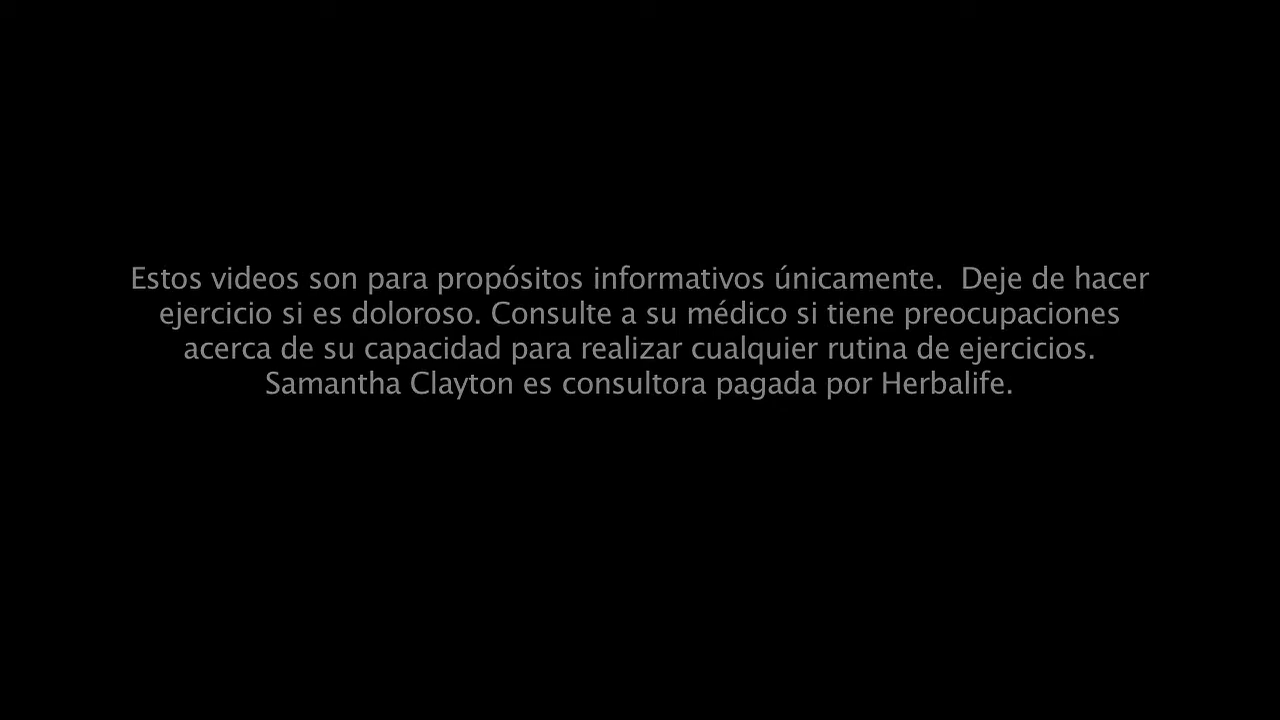 Estos videos son para propósitos informativos únicamente.  Deje de hacer
ejercicio si es doloroso. Consulte a su médico si tiene preocupaciones
acerca de su capacidad para realizar cualquier rutina de ejercicios.
Samantha Clayton es consultora pagada por Herbalife.